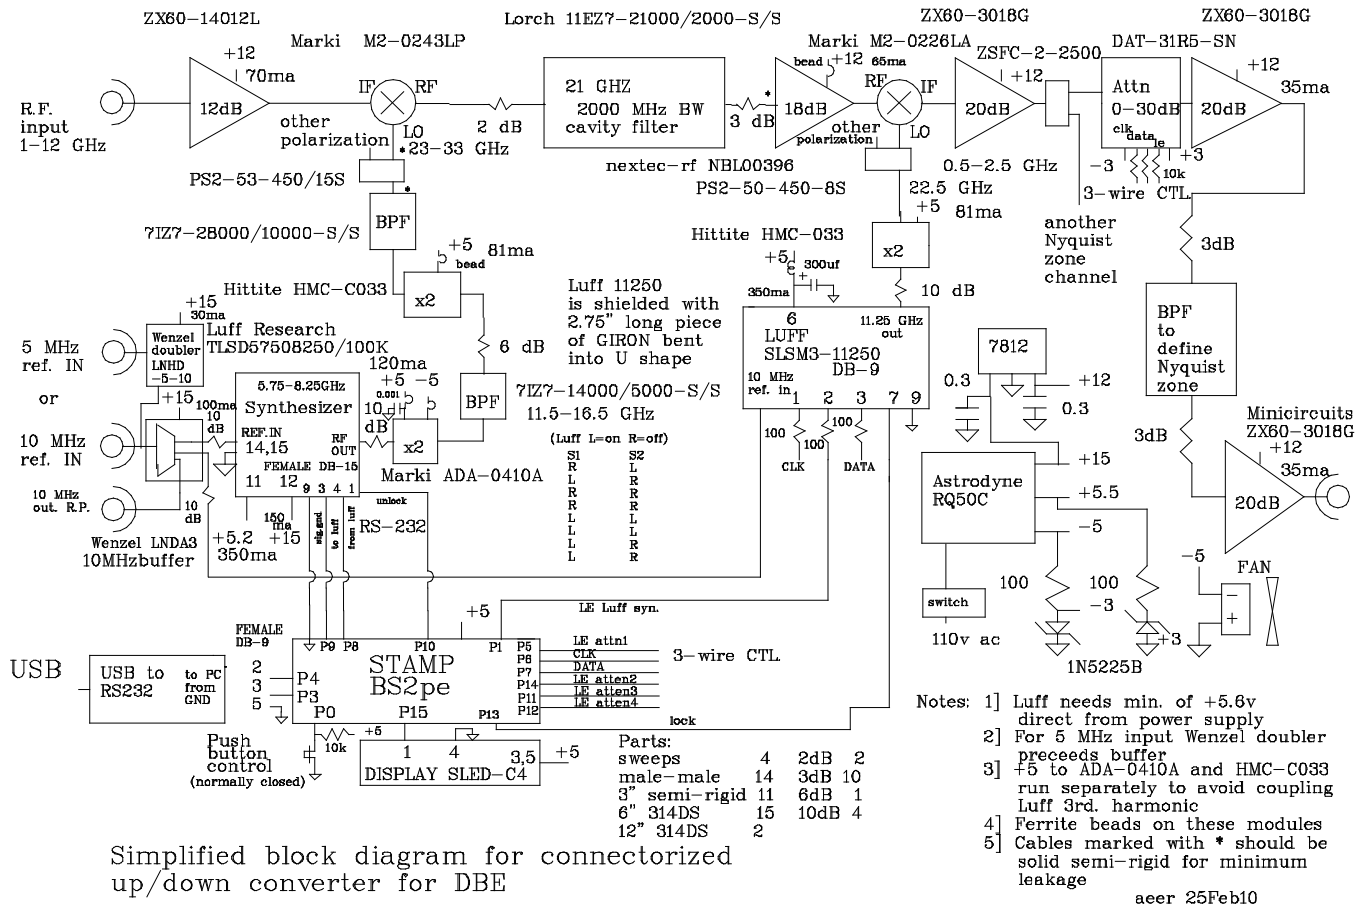 ZX60-14012L
Lorch 11EZ7-21000/2000-S/S
ZX60-3018G
ZX60-3018G
Marki M2-0243LP
Marki M2-0226LA
ZSFC-2-2500
DAT-31R5-SN
+12
70ma
12dB
R.F.
input
1-12 GHz
IF
RF
LO
other
polarization
* 23-33 GHz
2 dB
21 GHZ
2000 MHz BW
cavity filter
3 dB
*
bead
+12
65ma
18dB
RF
IF
LO
other
polarization
+12
20dB
Attn
0-30dB
clk
data
le
-3
+3
10k
3-wire CTL
+12
35ma
20dB
nextec-rf NBL00396
PS2-50-450-8S
0.5-2.5 GHz
22.5 GHz
PS2-53-450/15S
*
BPF
7IZ7-28000/10000-S/S
+5
81ma
bead
x2
Hittite HMC-C033
Hittite HMC-033
+5
81ma
x2
10 dB
another
Nyquist
zone
channel
3dB
+5
300uf
+
350ma
6
11.25 GHz
out
LUFF
SLSM3-11250
DB-9
10 MHz
ref. in
1
2
3
7
9
100
100
100
CLK
DATA
Luff 11250
is shielded with
2.75" long piece
of GIRON bent
into U shape
BPF
to
define
Nyquist
zone
3dB
Minicircuits
ZX60-3018G
+12
35ma
20dB
7812
0.3
+12
0.3
+15
30ma
Wenzel
doubler
LNHD
-5-10
5 MHz
ref. IN
or
10 MHz
ref. IN
10 MHz
out. R.P.
Luff Research
TLSD57508250/100K
+15
100ma
10
dB
10
dB
Wenzel LNDA3
10MHzbuffer
5.75-8.25GHz
Synthesizer
REF.IN
14,15
RF
OUT
FEMALE DB-15
11
12
9
3
4
1
+5.2
350ma
150
ma
+15
sig.gnd
to luff
from luff
unlock
RS-232
120ma
+5
-5
0.001
10
dB
x2
Marki ADA-0410A
6 dB
BPF
7IZ7-14000/5000-S/S
11.5-16.5 GHz
(Luff L=on R=off)
S1 S2
R L
L L
R R
R R
L R
L L
L R
L R
Astrodyne
RQ50C
+15
+5.5
-5
switch
110v ac
100
100
-3
+3
1N5225B
-5
FAN
-
+
LE Luff syn.
+5
FEMALE
DB-9
2
3
5
P9
P8
P10
P1
P5
P6
P7
P14
P11
P12
P4
P3
P0
P15
P13
STAMP
BS2pe
LE attn1
CLK
DATA
LE atten2
LE atten3
LE atten4
3-wire CTL
lock
USB
USB to
RS232
to PC
from
GND
Push
button
control
(normally closed)
10k
+5
1
4
3,5
+5
DISPLAY SLED-C4
Parts:
sweeps 4 2dB 2
male-male 14 3dB 10
3" semi-rigid 11 6dB 1
6" 314DS 15 10dB 4
12" 314DS 2
Notes: 1] Luff needs min. of +5.6v
direct from power supply
2] For 5 MHz input Wenzel doubler
preceeds buffer
3] +5 to ADA-0410A and HMC-C033
run separately to avoid coupling
Luff 3rd. harmonic
4] Ferrite beads on these modules
5] Cables marked with * should be
solid semi-rigid for minimum
leakage
aeer 25Feb10
Simplified block diagram for connectorized
up/down converter for DBE